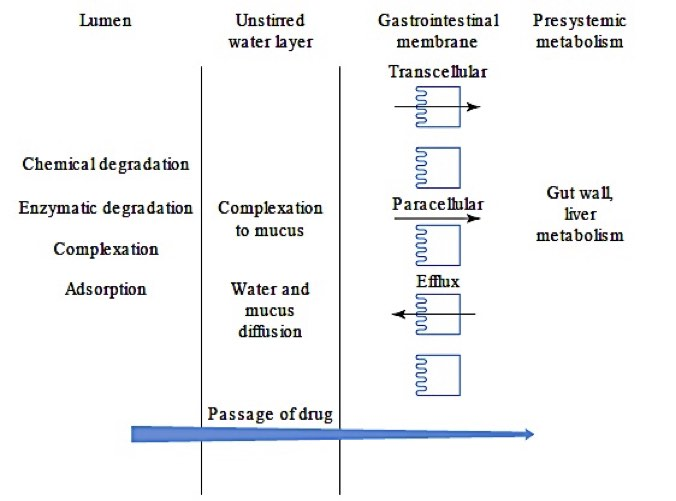 Lumen
Unstirred
water layer
Gastrointestinal
membrane
Presystemic
metabolism
Transcellular
Chemical degradation
Enzymatic degradation
Complexation
Adsorption
Complexation
to mucus
Water and
mucus
diffusion
Paracellular
Efflux
Gut wall,
liver
metabolism
Passage of drug